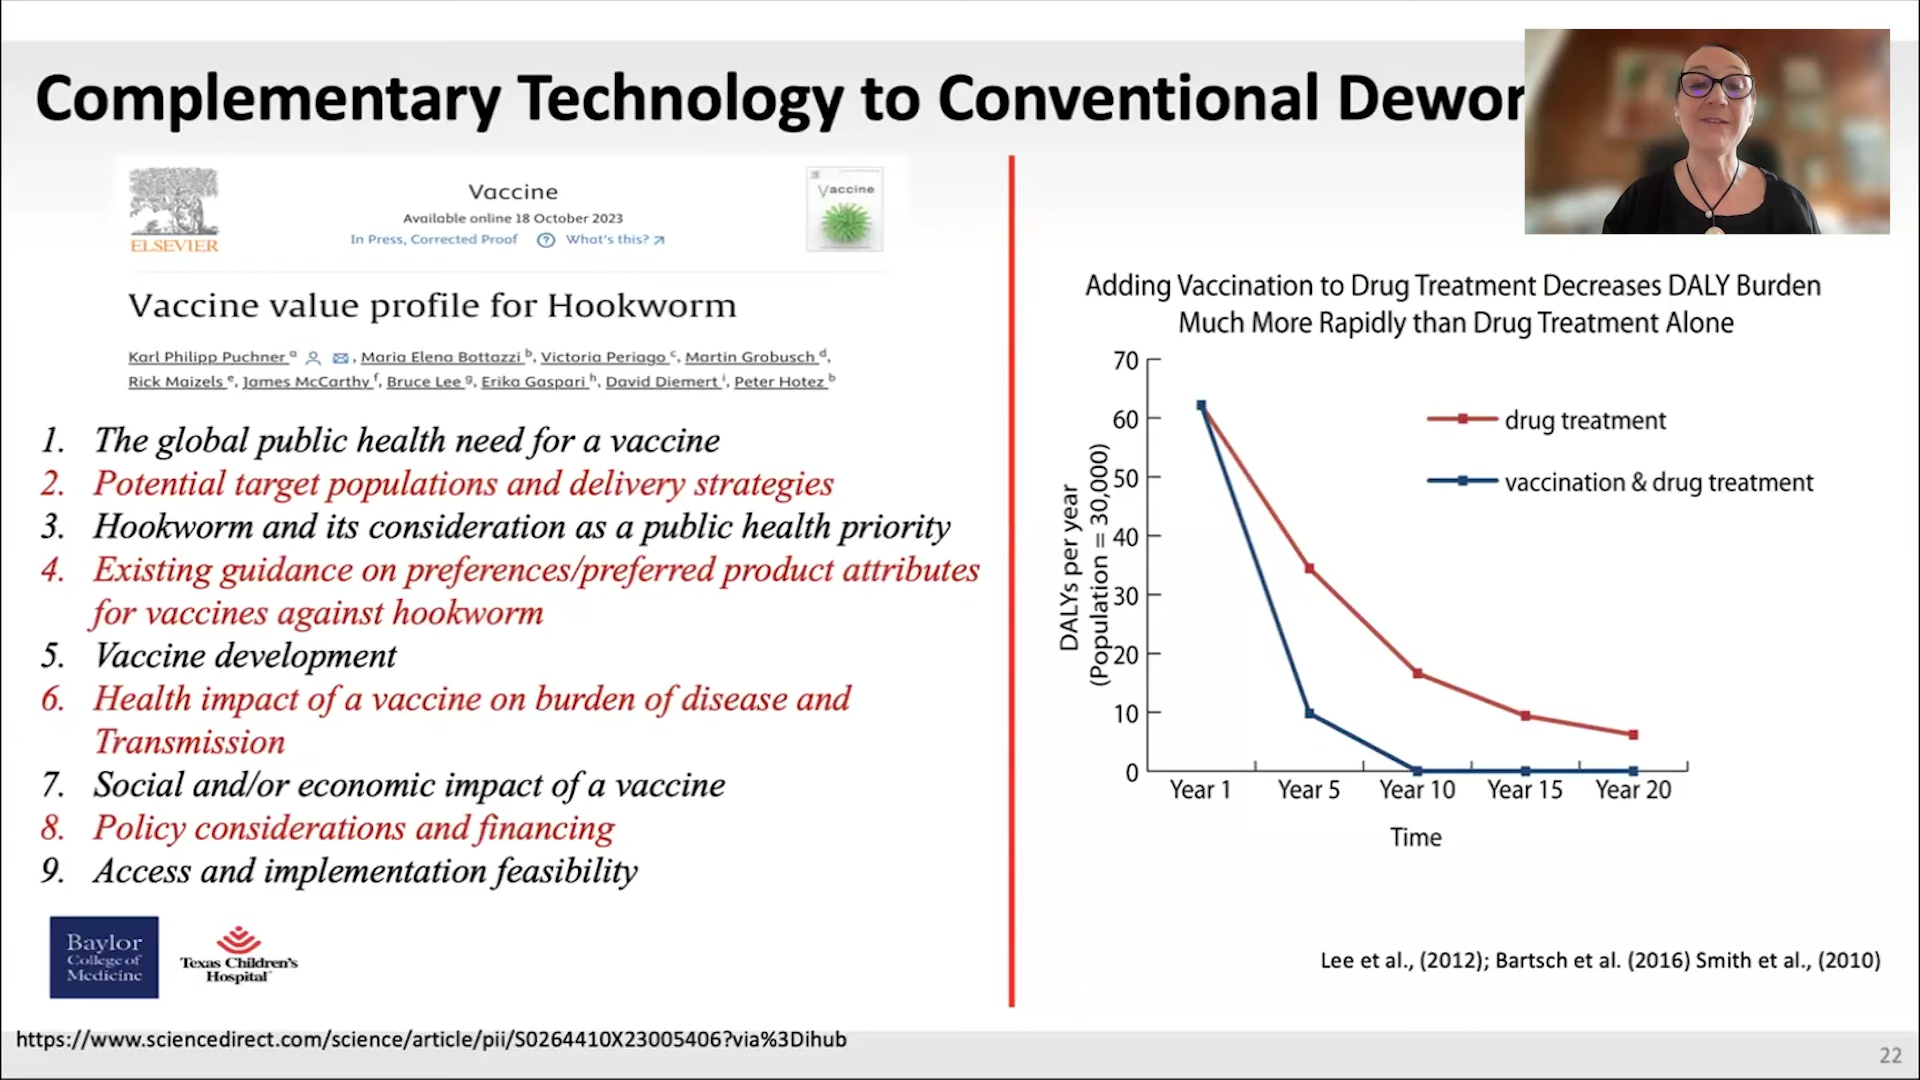 Complementary Technology to Conventional Dewor
ELSEVIER
Vaccine
Available online 18 October 2023
In Press, Corrected Proof ? What's this? ↗
Vaccine
Vaccine value profile for Hookworm
Karl Philipp Puchner a , Maria Elena Bottazzi b, Victoria Periago c, Martin Grobusch d,
Rick Maizels e, James McCarthy f, Bruce Lee g, Erika Gaspari h, David Diemert i, Peter Hotez b
1. The global public health need for a vaccine
2. Potential target populations and delivery strategies
3. Hookworm and its consideration as a public health priority
4. Existing guidance on preferences/preferred product attributes
for vaccines against hookworm
5. Vaccine development
6. Health impact of a vaccine on burden of disease and
Transmission
7. Social and/or economic impact of a vaccine
8. Policy considerations and financing
9. Access and implementation feasibility
Baylor
College of
Medicine
Texas Children's
Hospital
https://www.sciencedirect.com/science/article/pii/S0264410X23005406?via%3Dihub
Adding Vaccination to Drug Treatment Decreases DALY Burden
Much More Rapidly than Drug Treatment Alone
DALYs per year
(Population = 30,000)
70
60
50
40
30
20
10
0
drug treatment
vaccination & drug treatment
Year 1 Year 5 Year 10 Year 15 Year 20
Time
Lee et al., (2012); Bartsch et al. (2016) Smith et al., (2010)
22